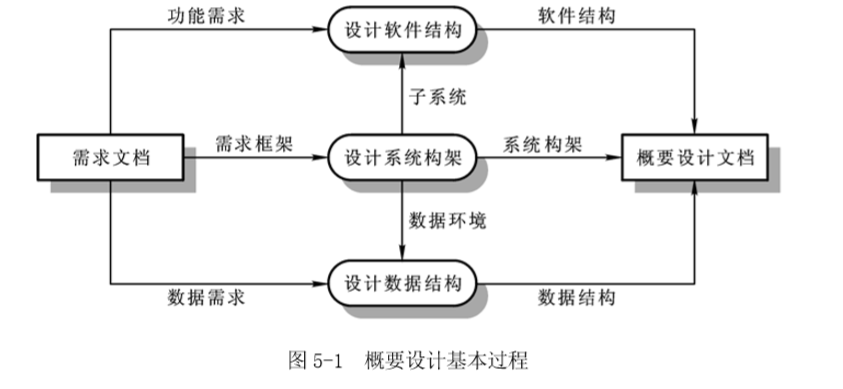 功能需求
设计软件结构
软件结构
子系统
需求文档
需求框架
设计系统构架
系统构架
概要设计文档
数据环境
设计数据结构
数据需求
数据结构
图 5-1 概要设计基本过程